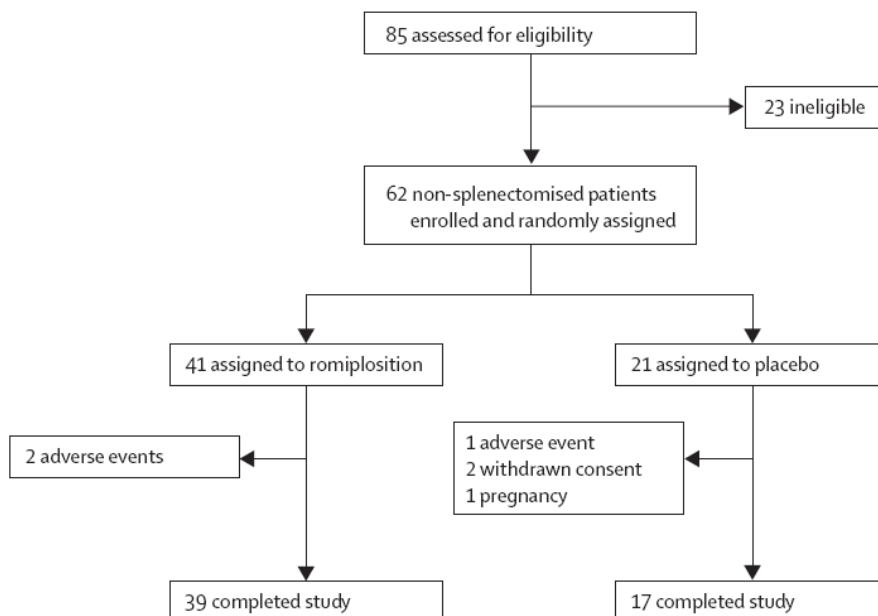 85 assessed for eligibility
23 ineligible
62 non-splenectomised patients
enrolled and randomly assigned
41 assigned to romiplosition
21 assigned to placebo
2 adverse events
1 adverse event
2 withdrawn consent
1 pregnancy
39 completed study
17 completed study